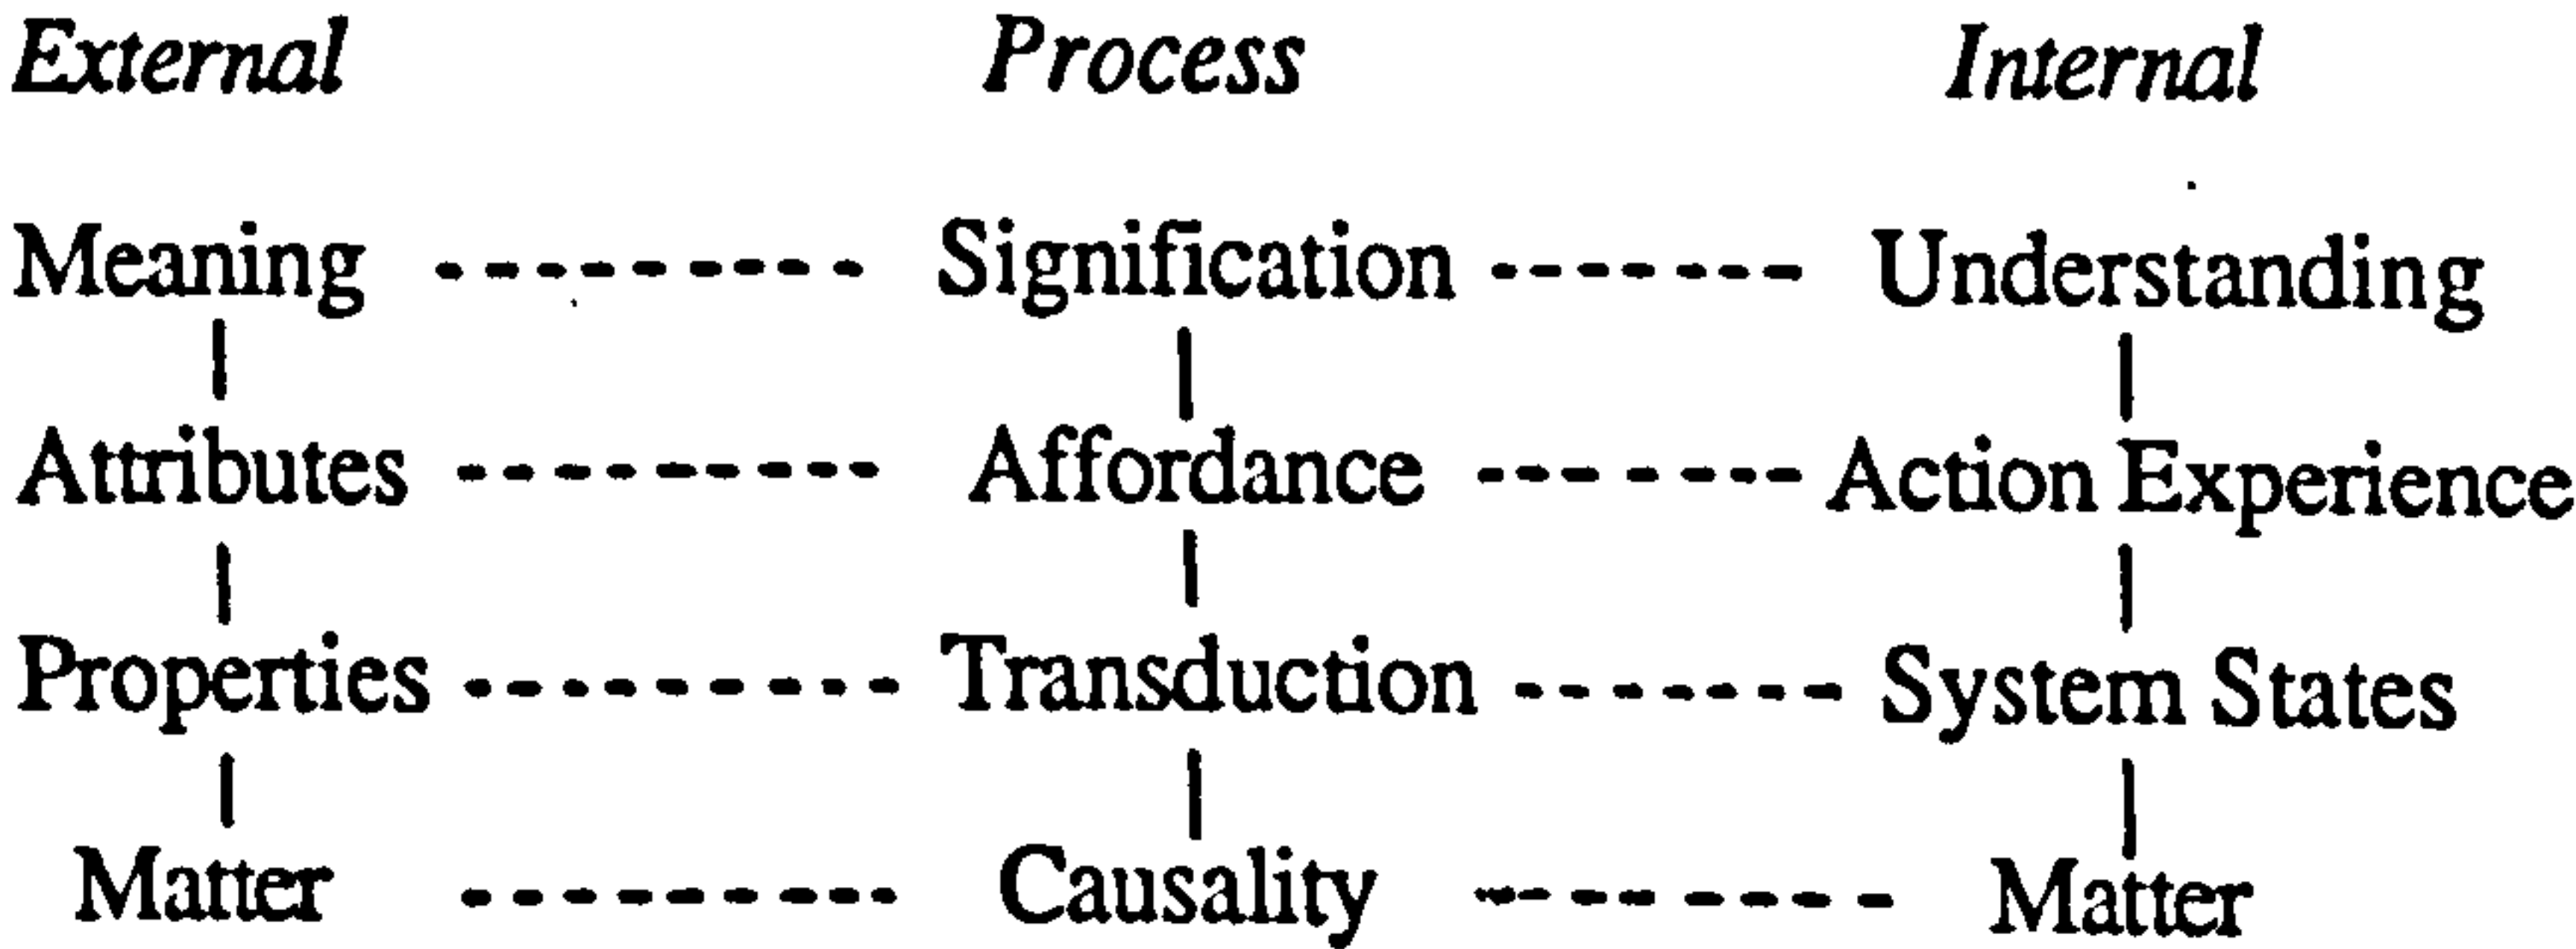 External Process Internal
Meaning Signification Understanding
Attributes Affordance Action Experience
Properties Transduction System States
Matter Causality Matter